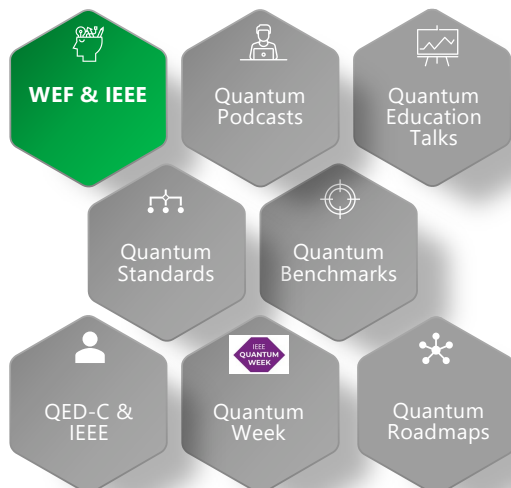 WEF & IEEE
Quantum
Podcasts
Quantum
Education
Talks
Quantum
Standards
Quantum
Benchmarks
QED-C &
IEEE
IEEE
QUANTUM
WEEK
Quantum
Week
Quantum
Roadmaps